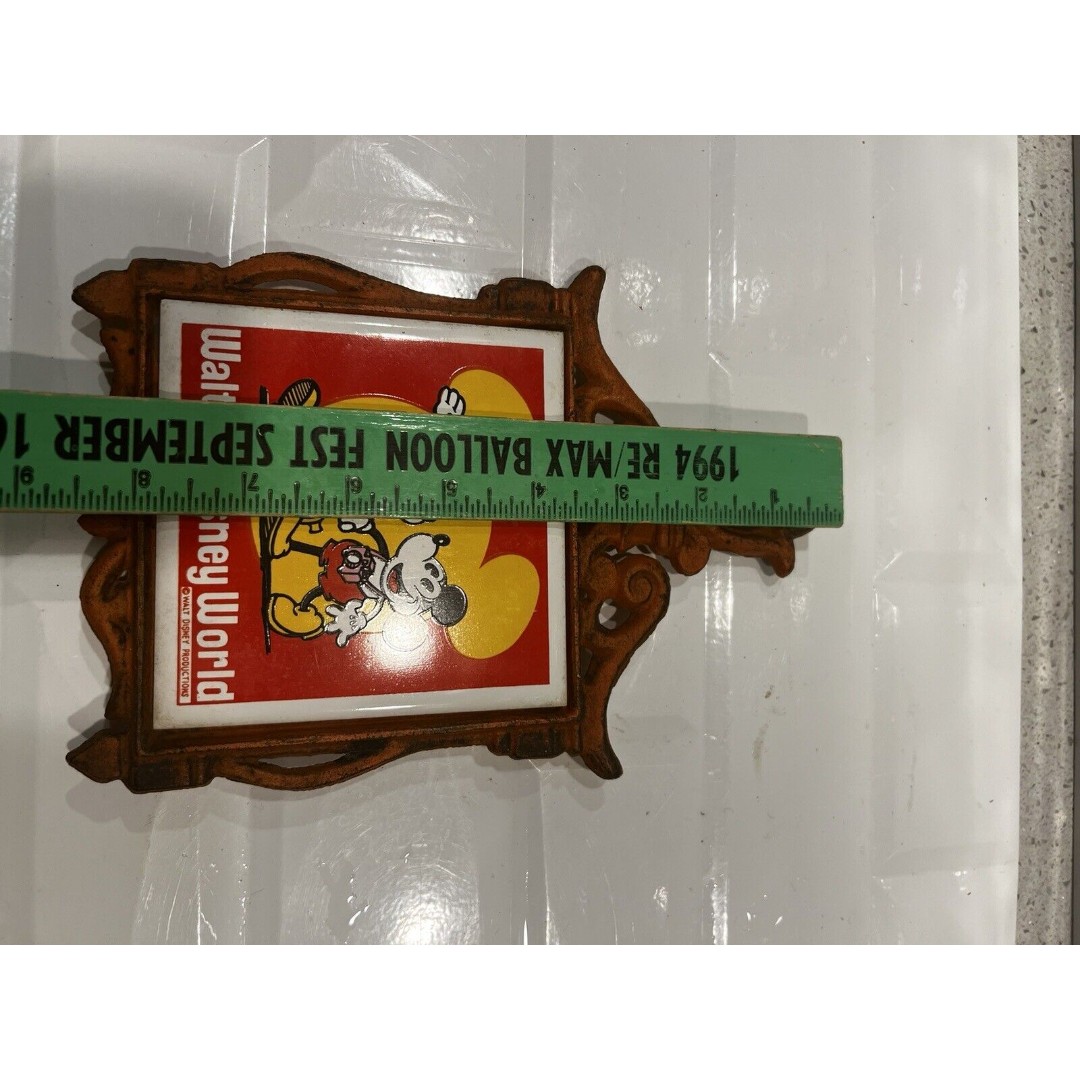 1994 RE/MAX BALLOON FEST SEPTEMBER
1 2 3 4 5 6 7 8 9
Walt
ney World
© WALT DISNEY PRODUCTIONS